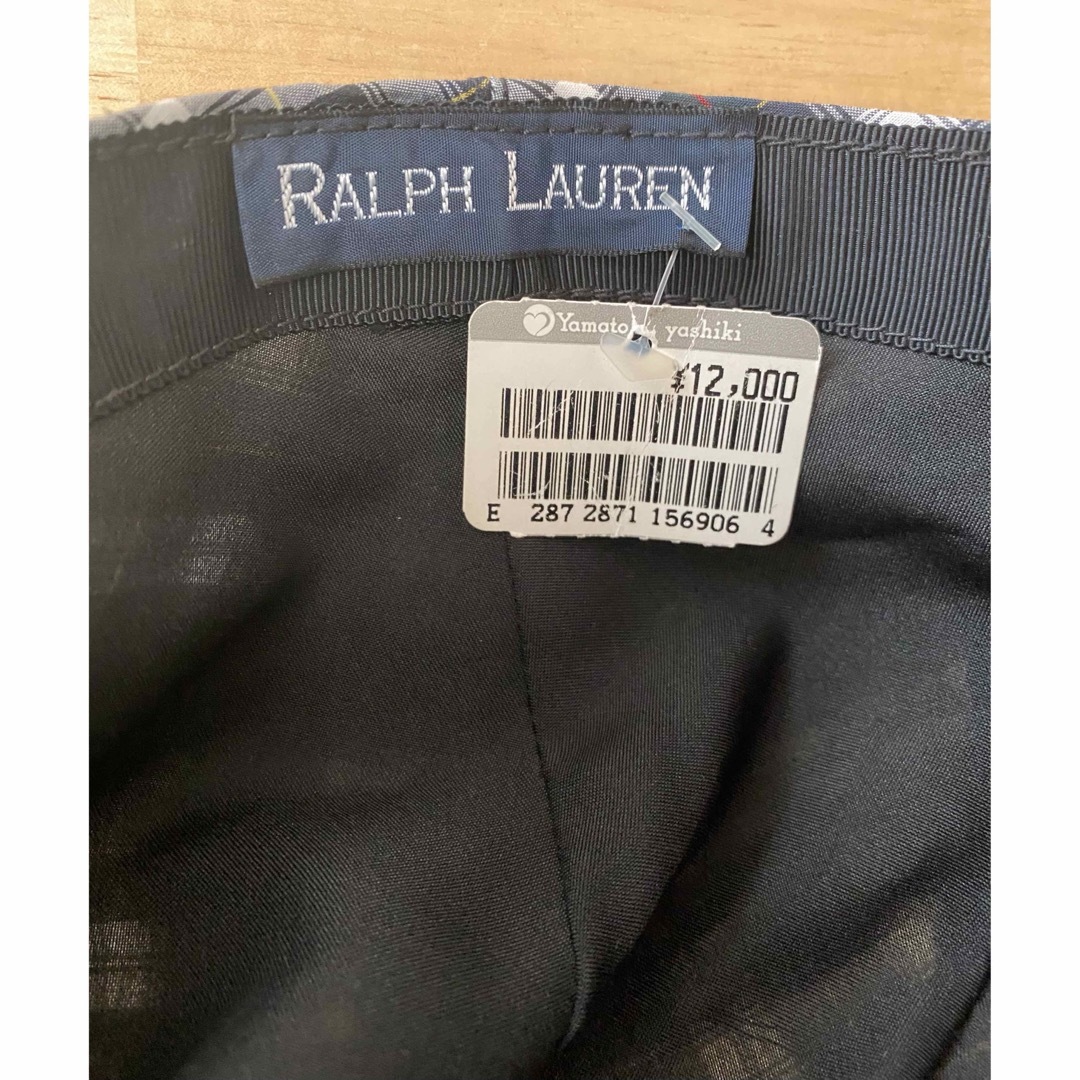 RALPH LAUREN
Yamato yashiki
¥12,000
E 287 2871 156906 4